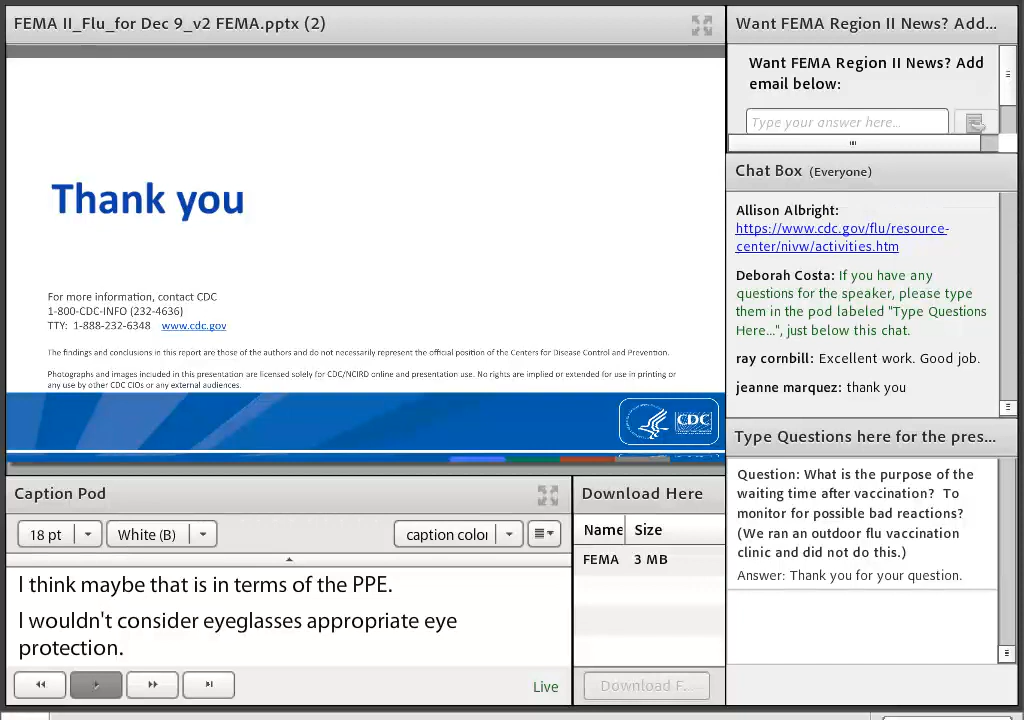 FEMA II_Flu_for Dec 9_v2 FEMA.pptx (2)
Thank you
For more information, contact CDC
1-800-CDC-INFO (232-4636)
TTY: 1-888-232-6348 www.cdc.gov
The findings and conclusions in this report are those of the authors and do not necessarily represent the official position of the Centers for Disease Control and Prevention.
Photographs and images included in this presentation are licensed solely for CDC/NCIRD online and presentation use. No rights are implied or extended for use in printing or
any use by other CDC CIOs or any external audiences.
CDC
Caption Pod
18 pt
White (B)
caption color
I think maybe that is in terms of the PPE.
I wouldn't consider eyeglasses appropriate eye
protection.
Live
Download Here
Name Size
FEMA 3 MB
Download F...
Want FEMA Region II News? Add...
Want FEMA Region II News? Add
email below:
Type your answer here...
Chat Box (Everyone)
Allison Albright:
https://www.cdc.gov/flu/resource-
center/nivw/activities.htm
Deborah Costa: If you have any
questions for the speaker, please type
them in the pod labeled "Type Questions
Here...", just below this chat.
ray cornbill: Excellent work. Good job.
jeanne marquez: thank you
Type Questions here for the pres...
Question: What is the purpose of the
waiting time after vaccination? To
monitor for possible bad reactions?
(We ran an outdoor flu vaccination
clinic and did not do this.)
Answer: Thank you for your question.